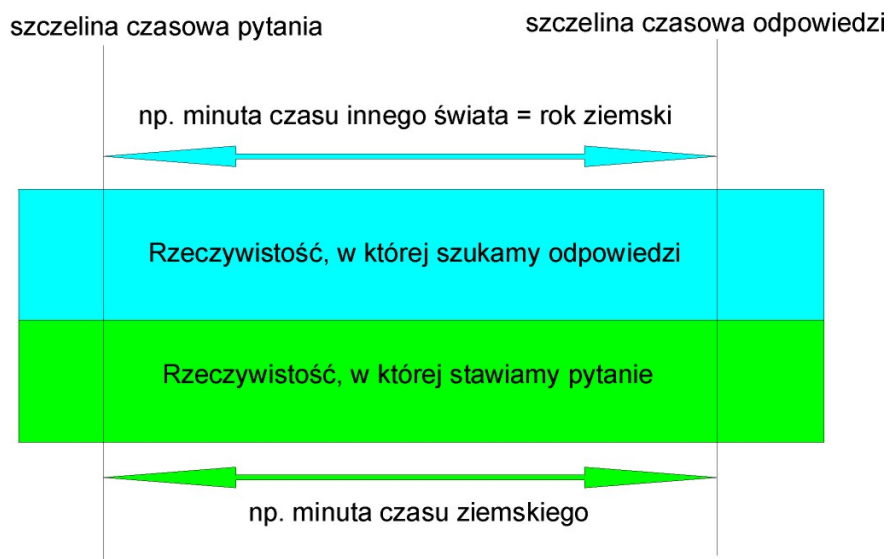 szczelina czasowa pytania
szczelina czasowa odpowiedzi
np. minuta czasu innego świata = rok ziemski
Rzeczywistość, w której szukamy odpowiedzi
Rzeczywistość, w której stawiamy pytanie
np. minuta czasu ziemskiego